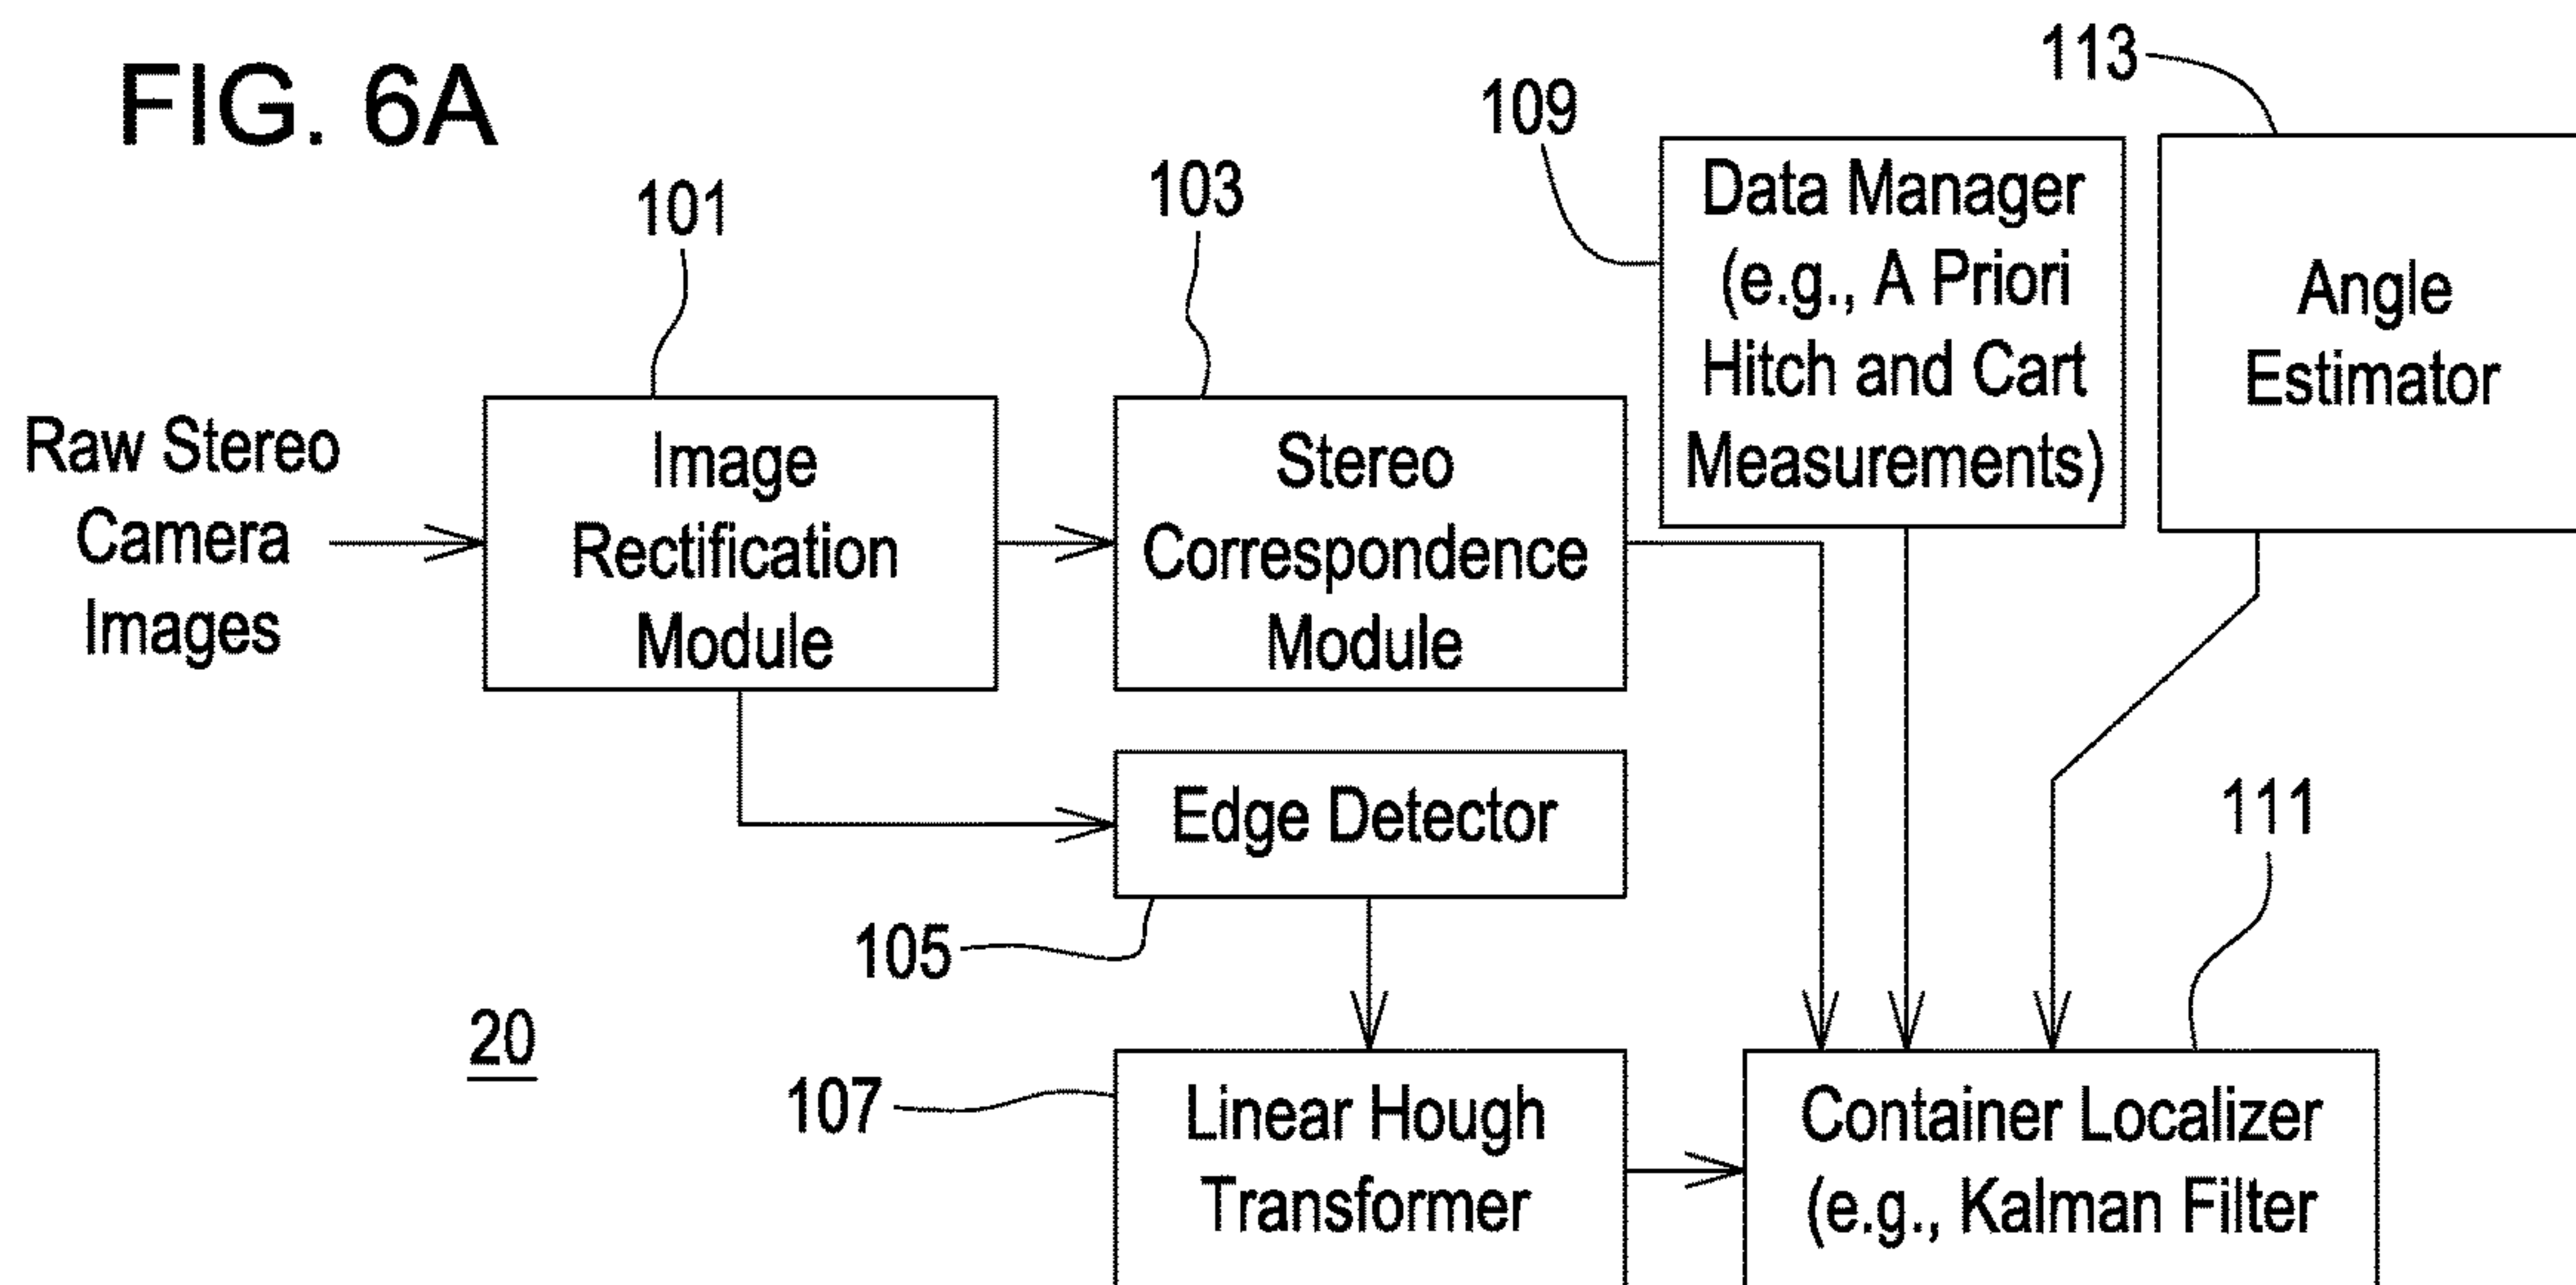 FIG. 6A
113
109
103
101
Data Manager
(e.g., A Priori
Hitch and Cart
Measurements)
Angle
Estimator
Raw Stereo
Camera
Images
Image
Rectification
Module
Stereo
Correspondence
Module
Edge Detector
111
105
20
107
Linear Hough
Transformer
Container Localizer
(e.g., Kalman Filter